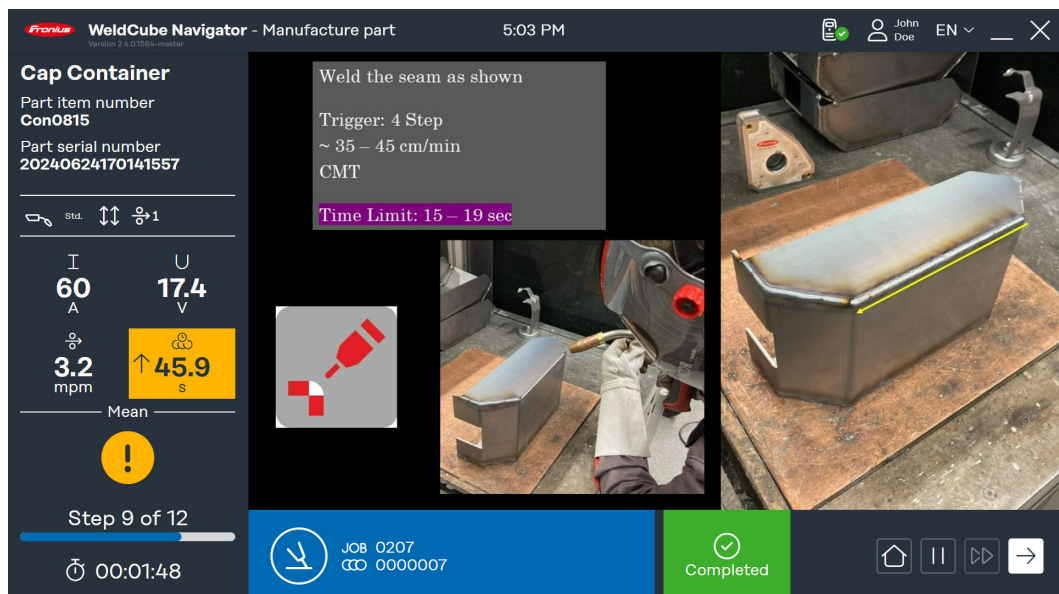 Fronius WeldCube Navigator - Manufacture part 5:03 PM John Doe EN
Version 2.4.0.1564-master
Cap Container
Part item number
Con0815
Part serial number
20240624170141557
Std. 1
I U
60 17.4
A V
3.2 45.9
mpm s
Mean
!
Step 9 of 12
00:01:48
Weld the seam as shown
Trigger: 4 Step
~ 35 – 45 cm/min
CMT
Time Limit: 15 – 19 sec
Fronius
JOB 0207
0000007
Completed